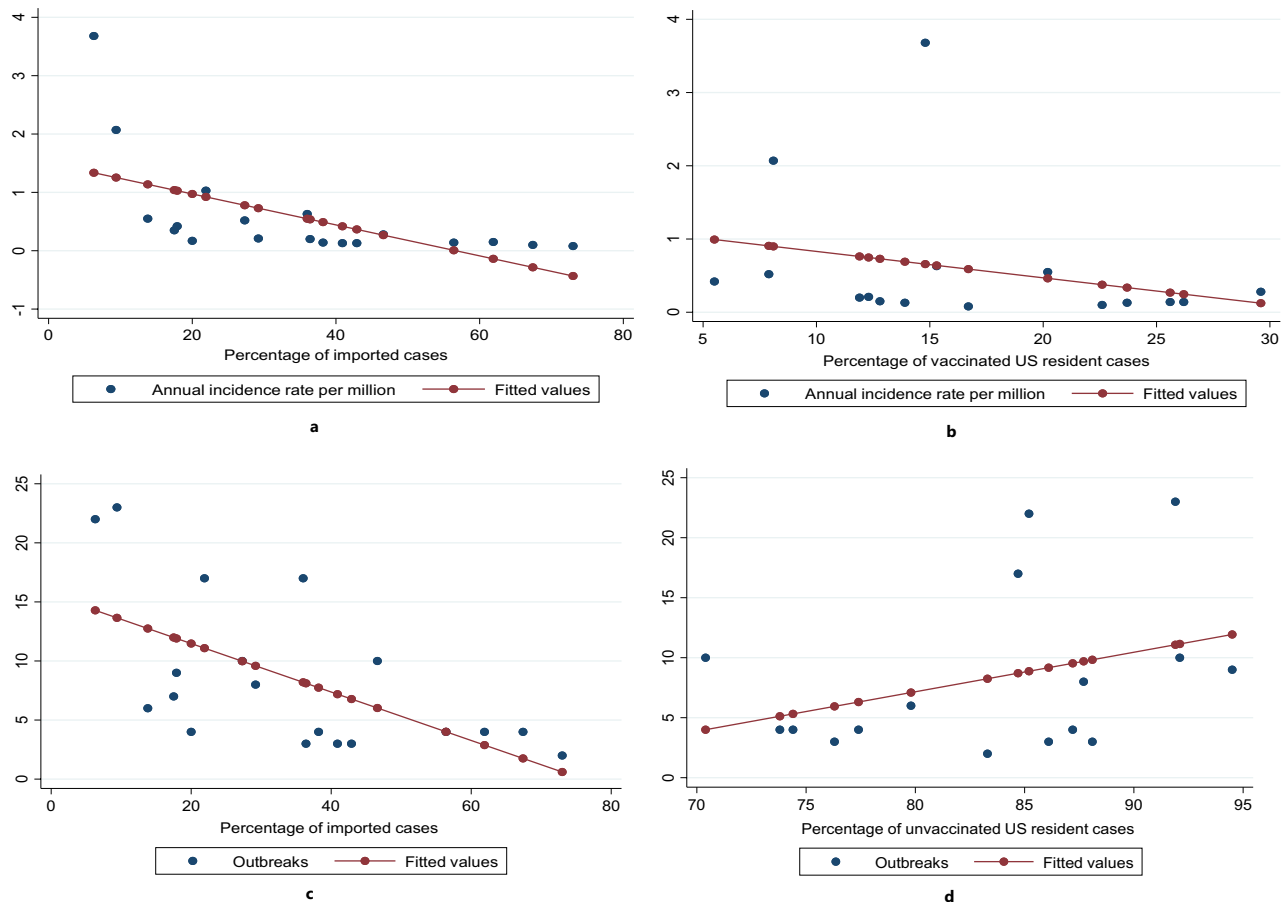 4
3
2
1
0
-1
0 20 40 60 80
Percentage of imported cases
Annual incidence rate per million Fitted values
a
4
3
2
1
0
5 10 15 20 25 30
Percentage of vaccinated US resident cases
Annual incidence rate per million Fitted values
b
25
20
15
10
5
0
0 20 40 60 80
Percentage of imported cases
Outbreaks Fitted values
c
25
20
15
10
5
0
70 75 80 85 90 95
Percentage of unvaccinated US resident cases
Outbreaks Fitted values
d